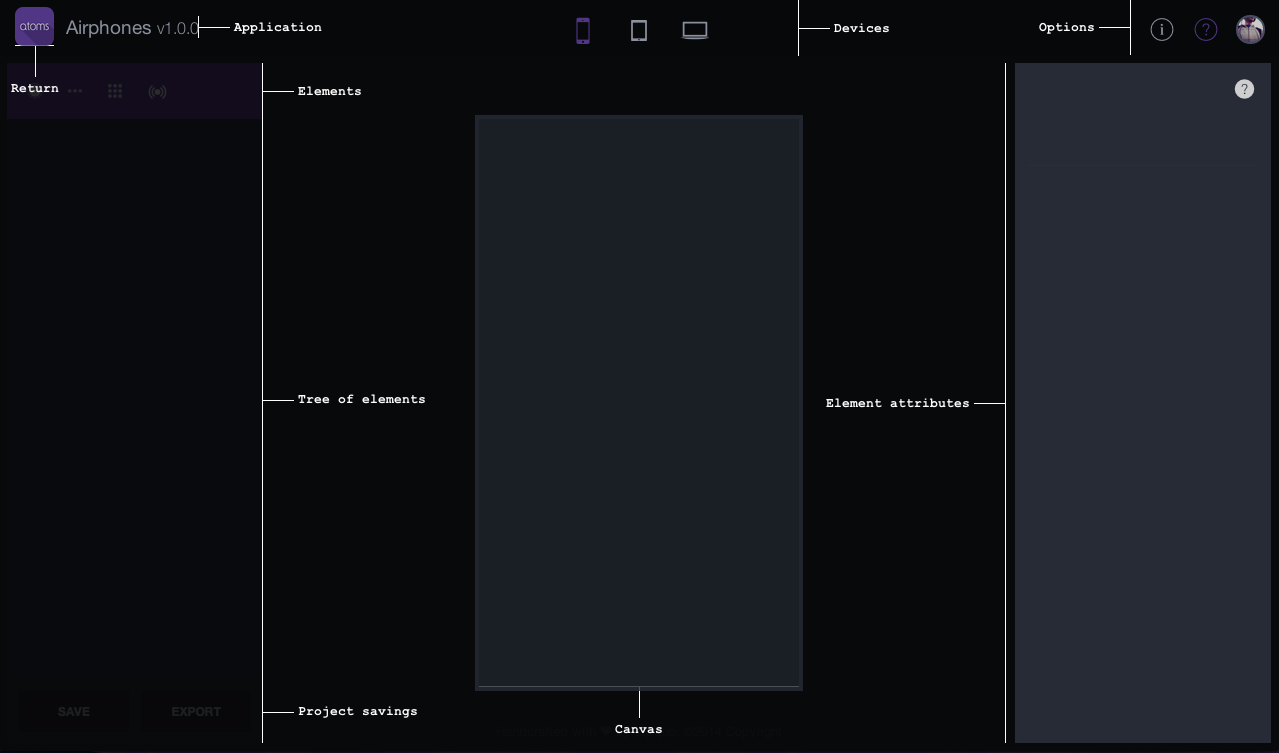 atoms
Airphones v1.0.0
Application
Devices
Options
i
?
Return
Elements
?
Tree of elements
Element attributes
SAVE
EXPORT
Project savings
Canvas